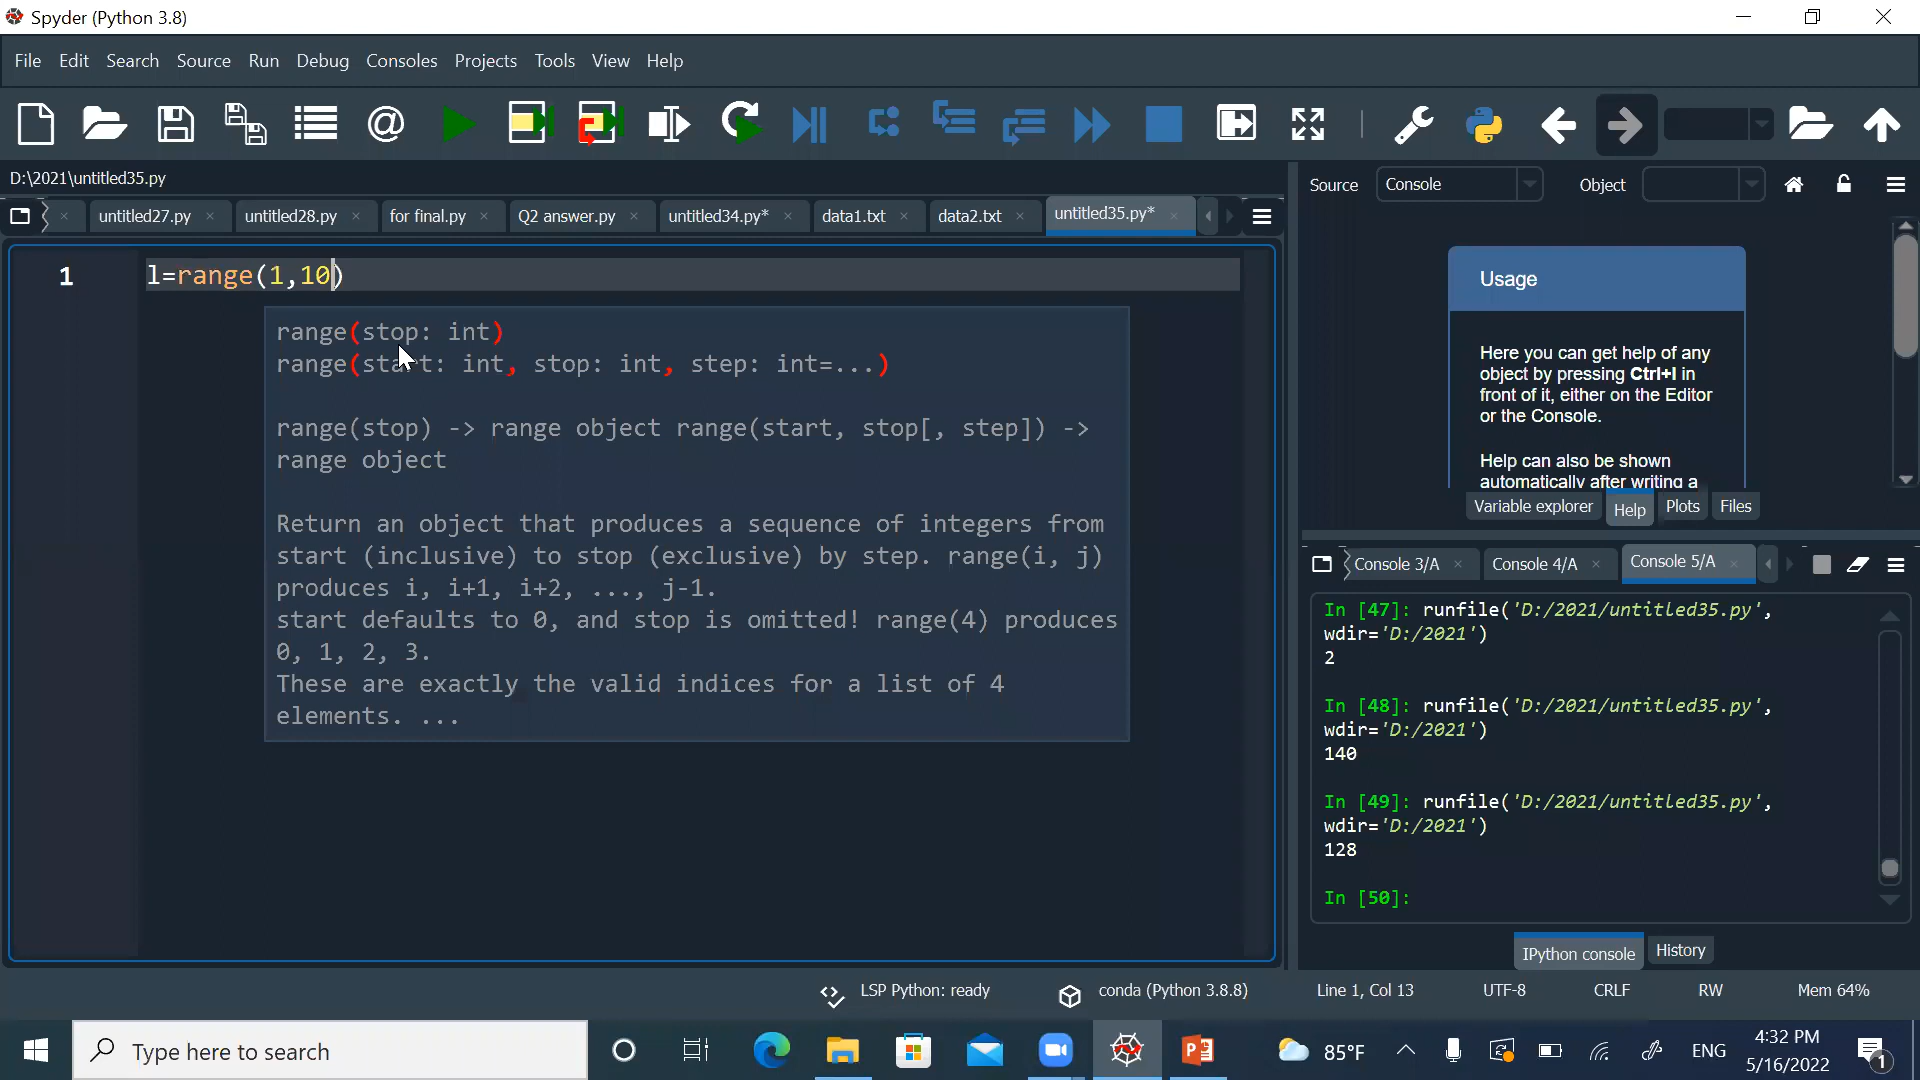 Spyder (Python 3.8)
File Edit Search Source Run Debug Consoles Projects Tools View Help
D:\2021\untitled35.py
untitled27.py untitled28.py for final.py Q2 answer.py untitled34.py* data1.txt data2.txt untitled35.py*
1 l=range(1,10)
range(stop: int)
range(start: int, stop: int, step: int=...)
range(stop) -> range object range(start, stop[, step]) ->
range object
Return an object that produces a sequence of integers from
start (inclusive) to stop (exclusive) by step. range(i, j)
produces i, i+1, i+2, ..., j-1.
start defaults to 0, and stop is omitted! range(4) produces
0, 1, 2, 3.
These are exactly the valid indices for a list of 4
elements. ...
Source Console Object
Usage
Here you can get help of any
object by pressing Ctrl+I in
front of it, either on the Editor
or the Console.
Help can also be shown
automatically after writing a
Variable explorer Help Plots Files
Console 3/A Console 4/A Console 5/A
In [47]: runfile('D:/2021/untitled35.py',
wdir='D:/2021')
2
In [48]: runfile('D:/2021/untitled35.py',
wdir='D:/2021')
140
In [49]: runfile('D:/2021/untitled35.py',
wdir='D:/2021')
128
In [50]:
IPython console History
LSP Python: ready conda (Python 3.8.8) Line 1, Col 13 UTF-8 CRLF RW Mem 64%
Type here to search
85°F ENG
4:32 PM
5/16/2022
1